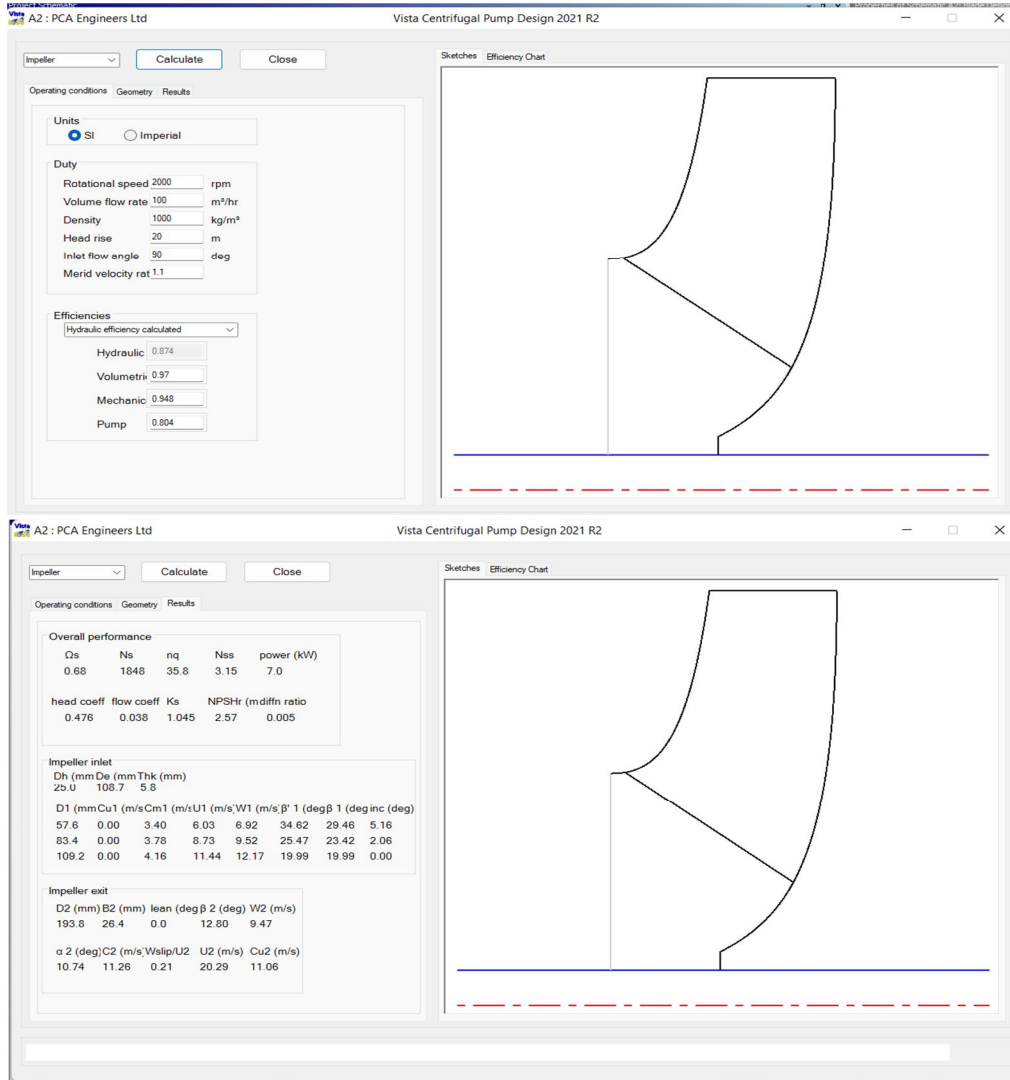 Project Schematic
A2 : PCA Engineers Ltd Vista Centrifugal Pump Design 2021 R2
Impeller Calculate Close
Sketches Efficiency Chart
Operating conditions Geometry Results
Units
SI Imperial
Duty
Rotational speed 2000 rpm
Volume flow rate 100 m³/hr
Density 1000 kg/m³
Head rise 20 m
Inlet flow angle 90 deg
Merid velocity rat 1.1
Efficiencies
Hydraulic efficiency calculated
Hydraulic 0.874
Volumetri 0.97
Mechanic 0.948
Pump 0.804
Vista A2 : PCA Engineers Ltd Vista Centrifugal Pump Design 2021 R2
Impeller Calculate Close
Sketches Efficiency Chart
Operating conditions Geometry Results
Overall performance
Ωs Ns nq Nss power (kW)
0.68 1848 35.8 3.15 7.0
head coeff flow coeff Ks NPSHr (m diffn ratio
0.476 0.038 1.045 2.57 0.005
Impeller inlet
Dh (mm De (mm Thk (mm)
25.0 108.7 5.8
D1 (mm Cu1 (m/s Cm1 (m/s U1 (m/s W1 (m/s β' 1 (deg β 1 (deg inc (deg)
57.6 0.00 3.40 6.03 6.92 34.62 29.46 5.16
83.4 0.00 3.78 8.73 9.52 25.47 23.42 2.06
109.2 0.00 4.16 11.44 12.17 19.99 19.99 0.00
Impeller exit
D2 (mm) B2 (mm) lean (deg β 2 (deg) W2 (m/s)
193.8 26.4 0.0 12.80 9.47
α 2 (deg) C2 (m/s Wslip/U2 U2 (m/s) Cu2 (m/s)
10.74 11.26 0.21 20.29 11.06